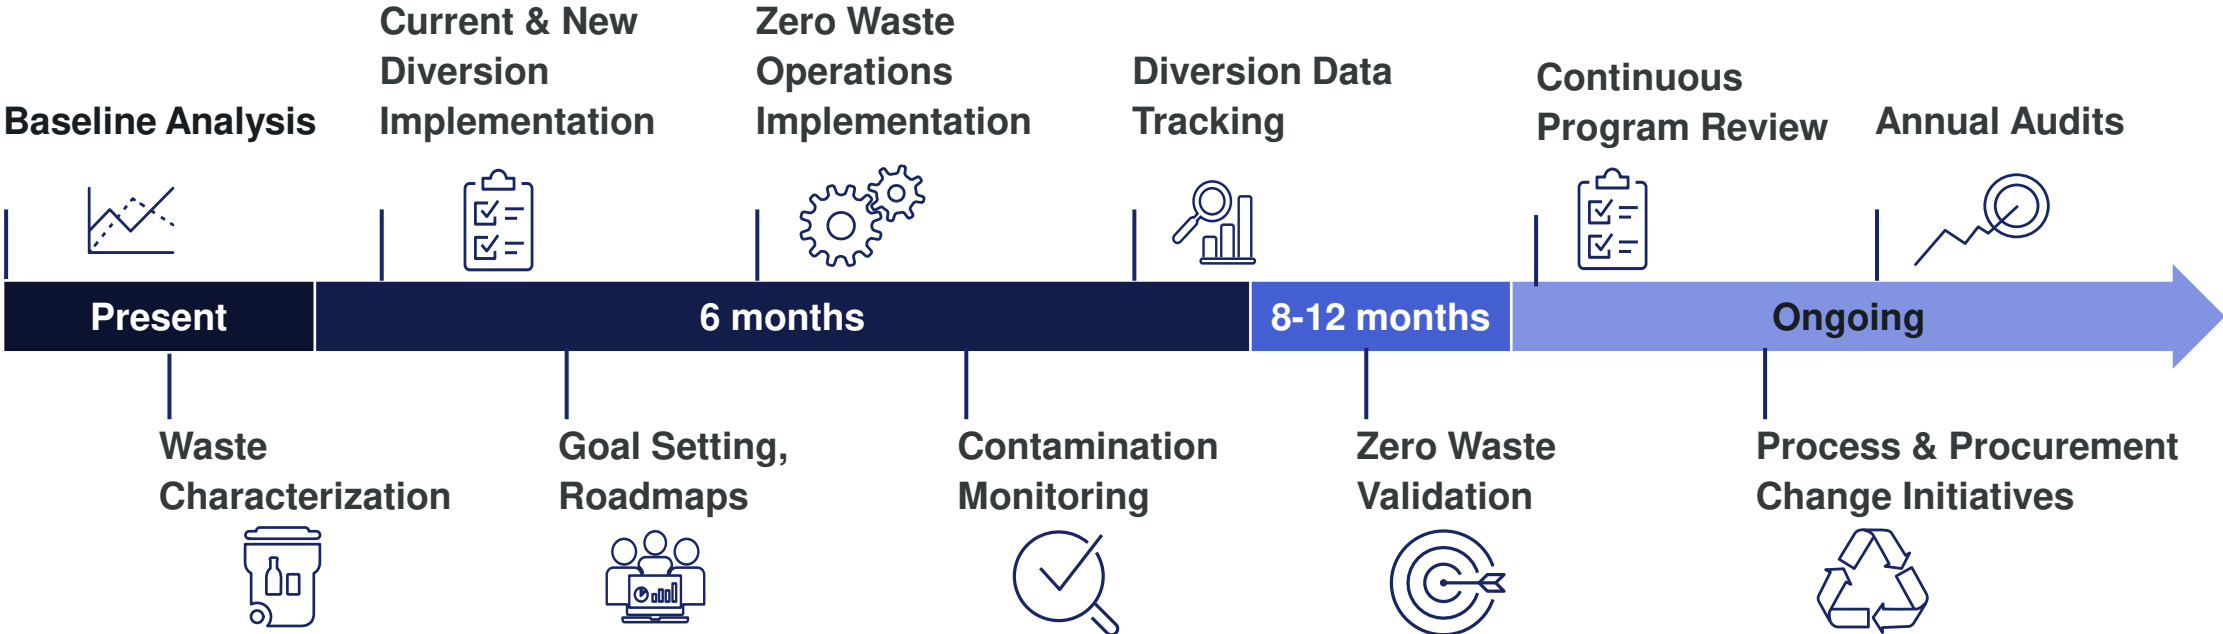 Baseline Analysis
Current & New
Diversion
Implementation
Zero Waste
Operations
Implementation
Diversion Data
Tracking
Continuous
Program Review
Annual Audits
Present
6 months
8-12 months
Ongoing
Waste
Characterization
Goal Setting,
Roadmaps
Contamination
Monitoring
Zero Waste
Validation
Process & Procurement
Change Initiatives